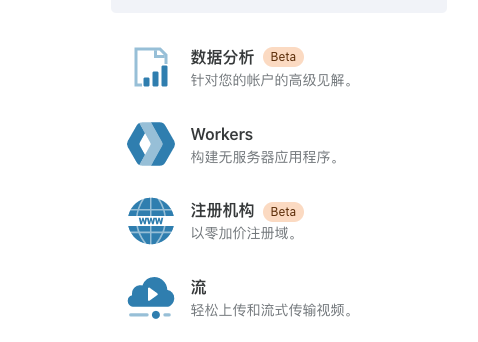 数据分析 Beta
针对您的帐户的高级见解。
Workers
构建无服务器应用程序。
www
注册机构 Beta
以零加价注册域。
流
轻松上传和流式传输视频。